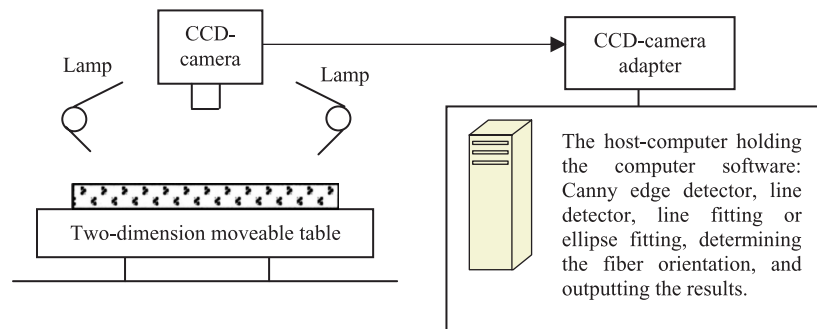 CCD-
camera
Lamp
Lamp
CCD-camera
adapter
Two-dimension moveable table
The host-computer holding
the computer software:
Canny edge detector, line
detector, line fitting or
ellipse fitting, determining
the fiber orientation, and
outputting the results.